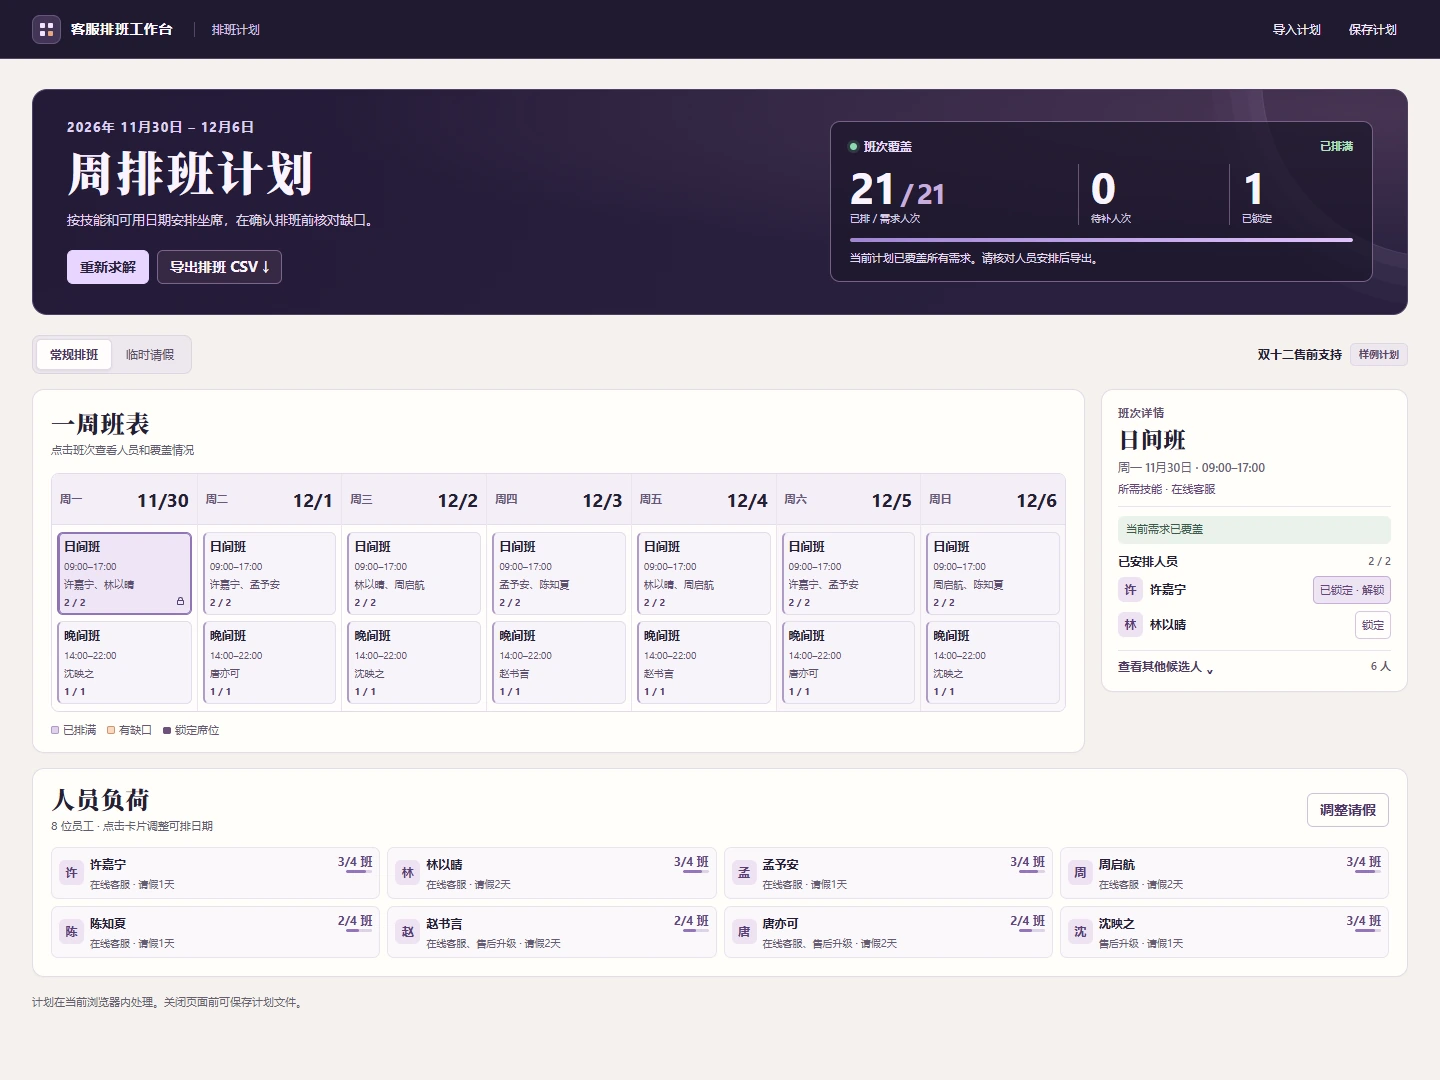 客服排班工作台
排班计划
导入计划
保存计划
2026年 11月30日 – 12月6日
周排班计划
按技能和可用日期安排坐席，在确认排班前核对缺口。
重新求解
导出排班 CSV ↓
班次覆盖
已排满
21 / 21
已排 / 需求人次
0
待补人次
1
已锁定
当前计划已覆盖所有需求。请核对人员安排后导出。
常规排班
临时请假
双十二售前支持
样例计划
一周班表
点击班次查看人员和覆盖情况
周一 11/30
周二 12/1
周三 12/2
周四 12/3
周五 12/4
周六 12/5
周日 12/6
日间班
09:00–17:00
许嘉宁、林以晴
2 / 2
日间班
09:00–17:00
许嘉宁、孟予安
2 / 2
日间班
09:00–17:00
林以晴、周启航
2 / 2
日间班
09:00–17:00
孟予安、陈知夏
2 / 2
日间班
09:00–17:00
林以晴、周启航
2 / 2
日间班
09:00–17:00
许嘉宁、孟予安
2 / 2
日间班
09:00–17:00
周启航、陈知夏
2 / 2
晚间班
14:00–22:00
沈映之
1 / 1
晚间班
14:00–22:00
唐亦可
1 / 1
晚间班
14:00–22:00
沈映之
1 / 1
晚间班
14:00–22:00
赵书言
1 / 1
晚间班
14:00–22:00
赵书言
1 / 1
晚间班
14:00–22:00
唐亦可
1 / 1
晚间班
14:00–22:00
沈映之
1 / 1
已排满
有缺口
锁定席位
班次详情
日间班
周一 11月30日 · 09:00–17:00
所需技能 · 在线客服
当前需求已覆盖
已安排人员 2 / 2
许 许嘉宁 已锁定 · 解锁
林 林以晴 锁定
查看其他候选人 6 人
人员负荷
8 位员工 · 点击卡片调整可排日期
调整请假
许 许嘉宁 3/4 班
在线客服 · 请假1天
林 林以晴 3/4 班
在线客服 · 请假2天
孟 孟予安 3/4 班
在线客服 · 请假1天
周 周启航 3/4 班
在线客服 · 请假2天
陈 陈知夏 2/4 班
在线客服 · 请假1天
赵 赵书言 2/4 班
在线客服、售后升级 · 请假2天
唐 唐亦可 2/4 班
在线客服、售后升级 · 请假2天
沈 沈映之 3/4 班
售后升级 · 请假1天
计划在当前浏览器内处理。关闭页面前可保存计划文件。